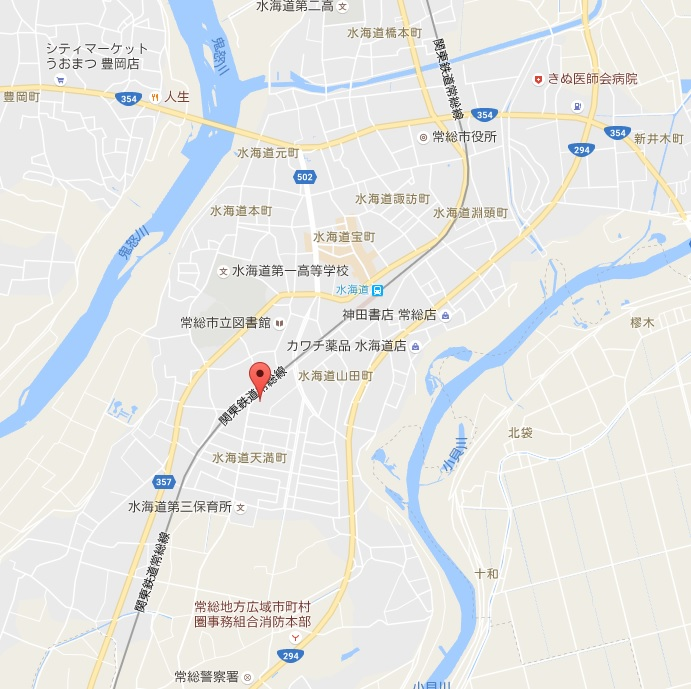 水海道第二高
水海道橋本町
シティマーケット
うおまつ 豊岡店
鬼怒川
関東鉄道常総線
きぬ医師会病院
豊岡町
354
人生
354
常総市役所
354
新井木町
294
水海道元町
502
水海道諏訪町
水海道本町
水海道淵頭町
鬼怒川
水海道宝町
水海道第一高等学校
水海道
神田書店 常総店
常総市立図書館
樛木
カワチ薬品 水海道店
水海道山田町
関東鉄道常総線
北袋
小貝川
水海道天満町
357
水海道第三保育所
関東鉄道常総線
十和
常総地方広域市町村
圏事務組合消防本部
294
常総警察署
小貝川